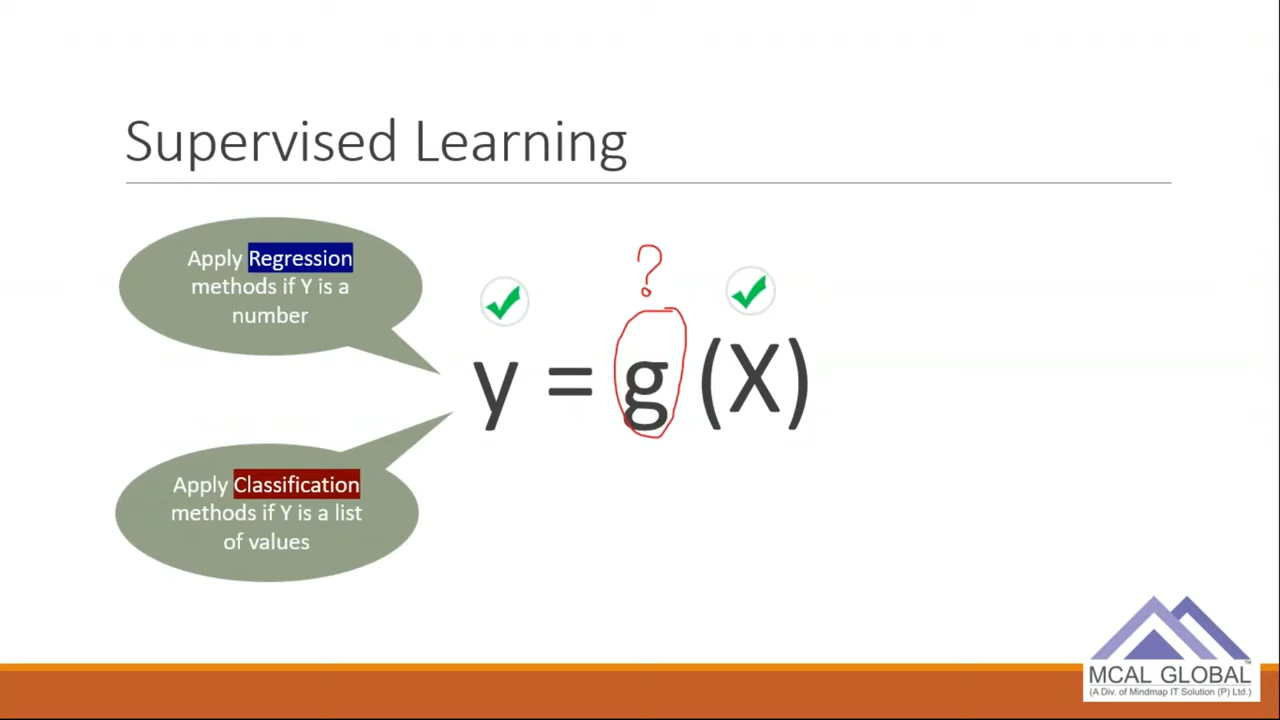 Supervised Learning
Apply Regression
methods if Y is a
number
?
y = g (X)
Apply Classification
methods if Y is a list
of values
MCAL GLOBAL™
(A Div. of Mindmap IT Solution (P) Ltd.)